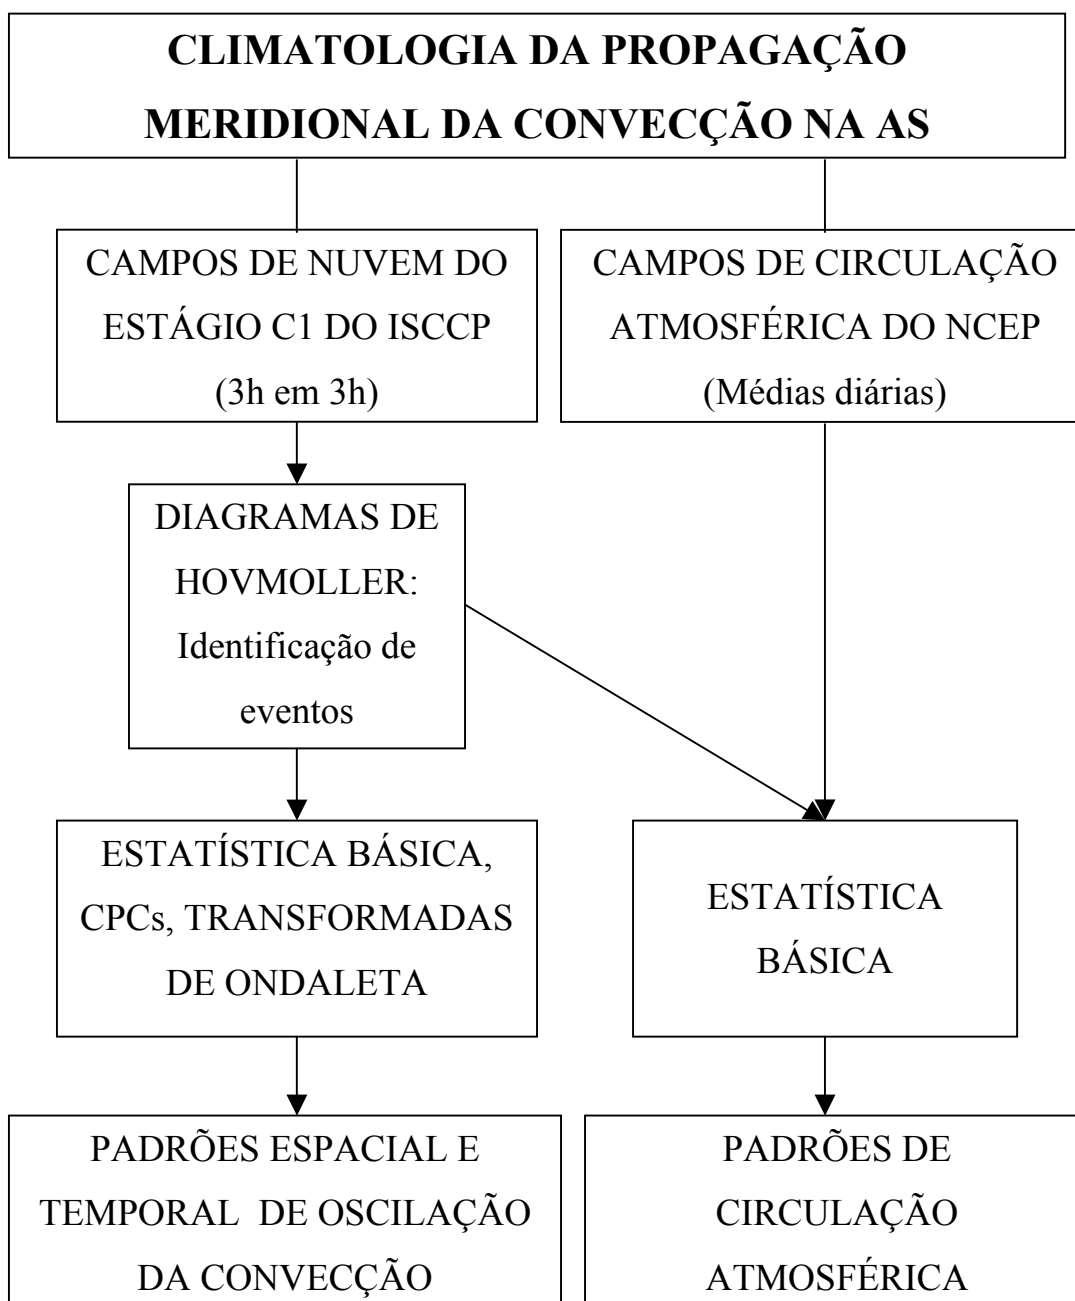 CLIMATOLOGIA DA PROPAGAÇÃO
MERIDIONAL DA CONVECÇÃO NA AS
CAMPOS DE NUVEM DO
ESTÁGIO C1 DO ISCCP
(3h em 3h)
CAMPOS DE CIRCULAÇÃO
ATMOSFÉRICA DO NCEP
(Médias diárias)
DIAGRAMAS DE
HOVMOLLER:
Identificação de
eventos
ESTATÍSTICA BÁSICA,
CPCs, TRANSFORMADAS
DE ONDALETA
ESTATÍSTICA
BÁSICA
PADRÕES ESPACIAL E
TEMPORAL DE OSCILAÇÃO
DA CONVECÇÃO
PADRÕES DE
CIRCULAÇÃO
ATMOSFÉRICA